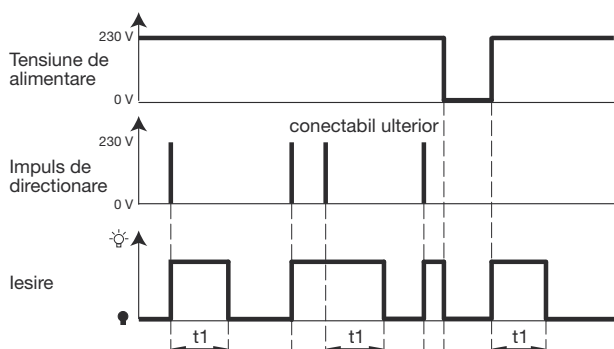 230 V
Tensiune de
alimentare
0 V
conectabil ulterior
230 V
Impuls de
directionare
0 V
Iesire
t1
t1
t1